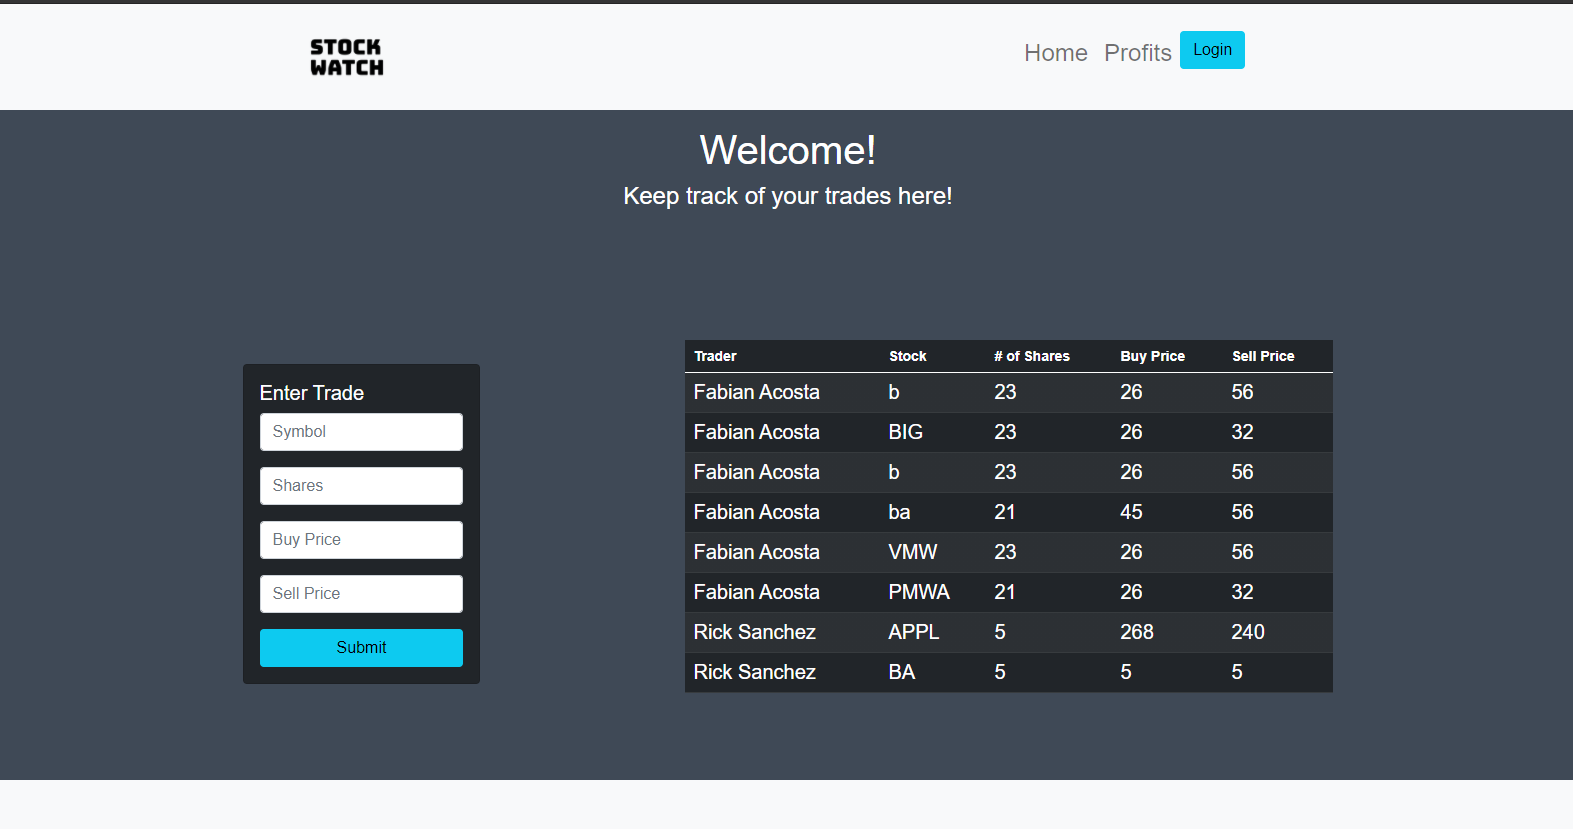 STOCK
WATCH
Home Profits Login
Welcome!
Keep track of your trades here!
Enter Trade
Symbol
Shares
Buy Price
Sell Price
Submit
Trader Stock # of Shares Buy Price Sell Price
Fabian Acosta b 23 26 56
Fabian Acosta BIG 23 26 32
Fabian Acosta b 23 26 56
Fabian Acosta ba 21 45 56
Fabian Acosta VMW 23 26 56
Fabian Acosta PMWA 21 26 32
Rick Sanchez APPL 5 268 240
Rick Sanchez BA 5 5 5